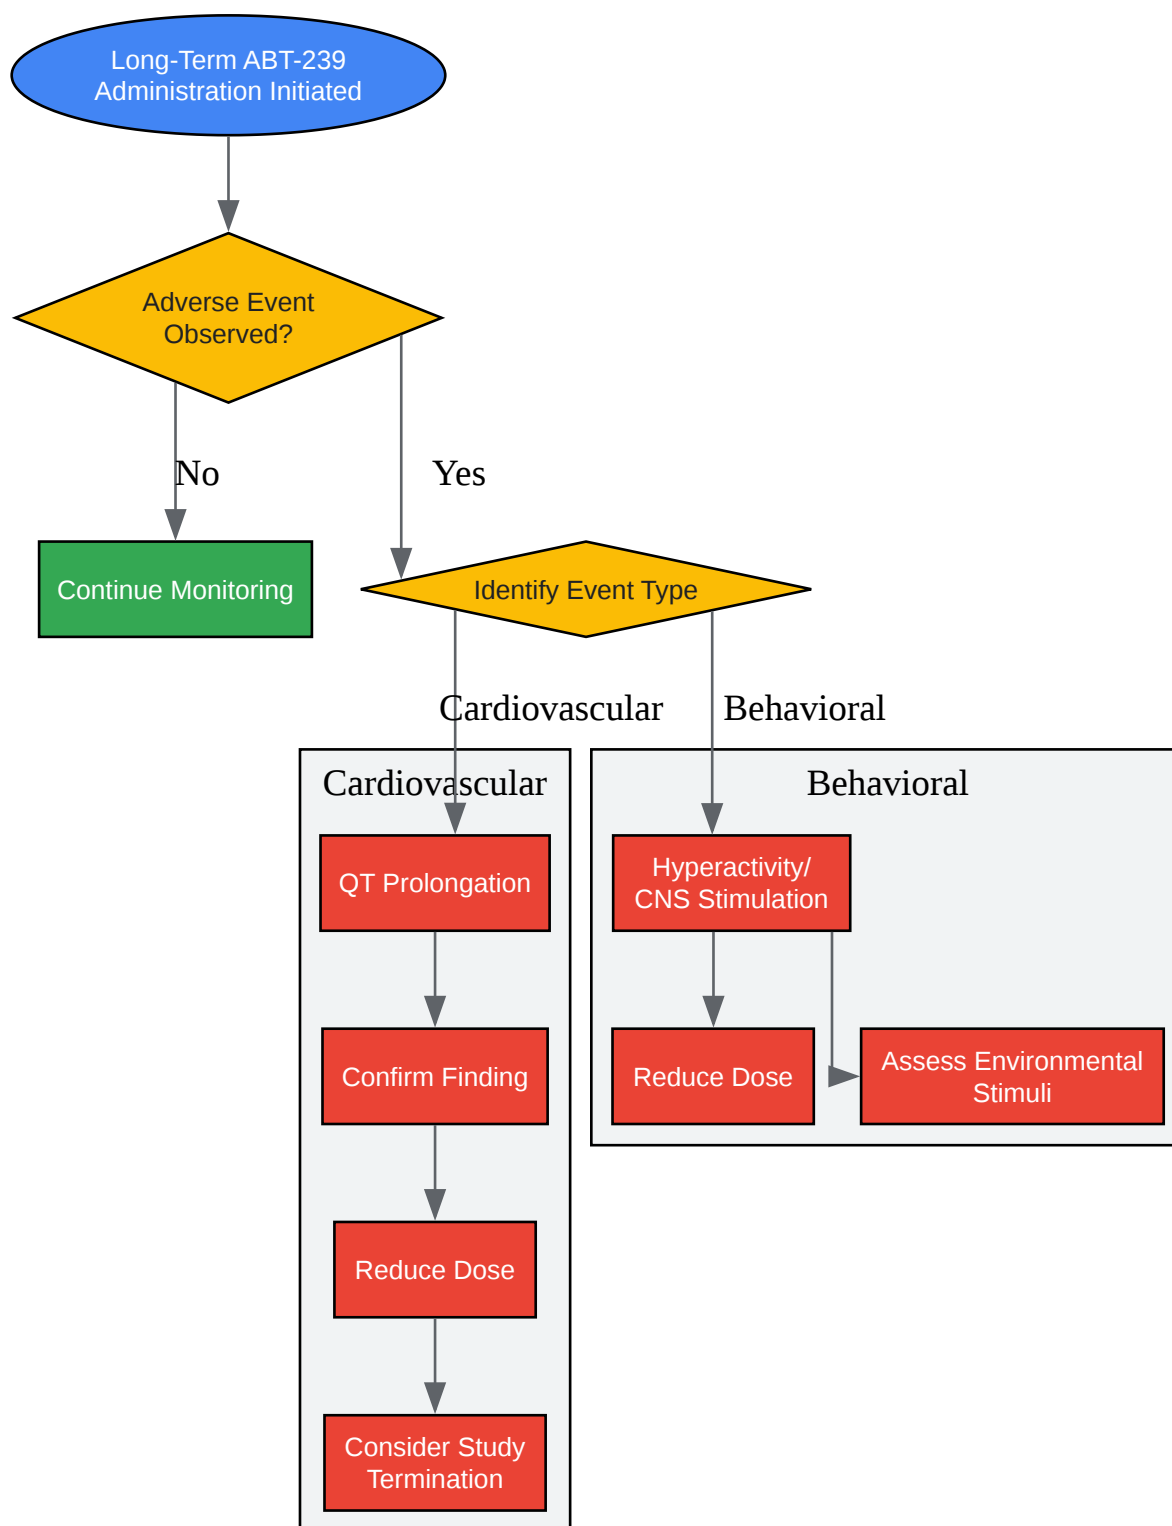 Long-Term ABT-239
Administration Initiated
Adverse Event
Observed?
No
Yes
Continue Monitoring
Identify Event Type
Cardiovascular
Behavioral
Cardiovascular
Behavioral
QT Prolongation
Hyperactivity/
CNS Stimulation
Confirm Finding
Reduce Dose
Assess Environmental
Stimuli
Reduce Dose
Consider Study
Termination